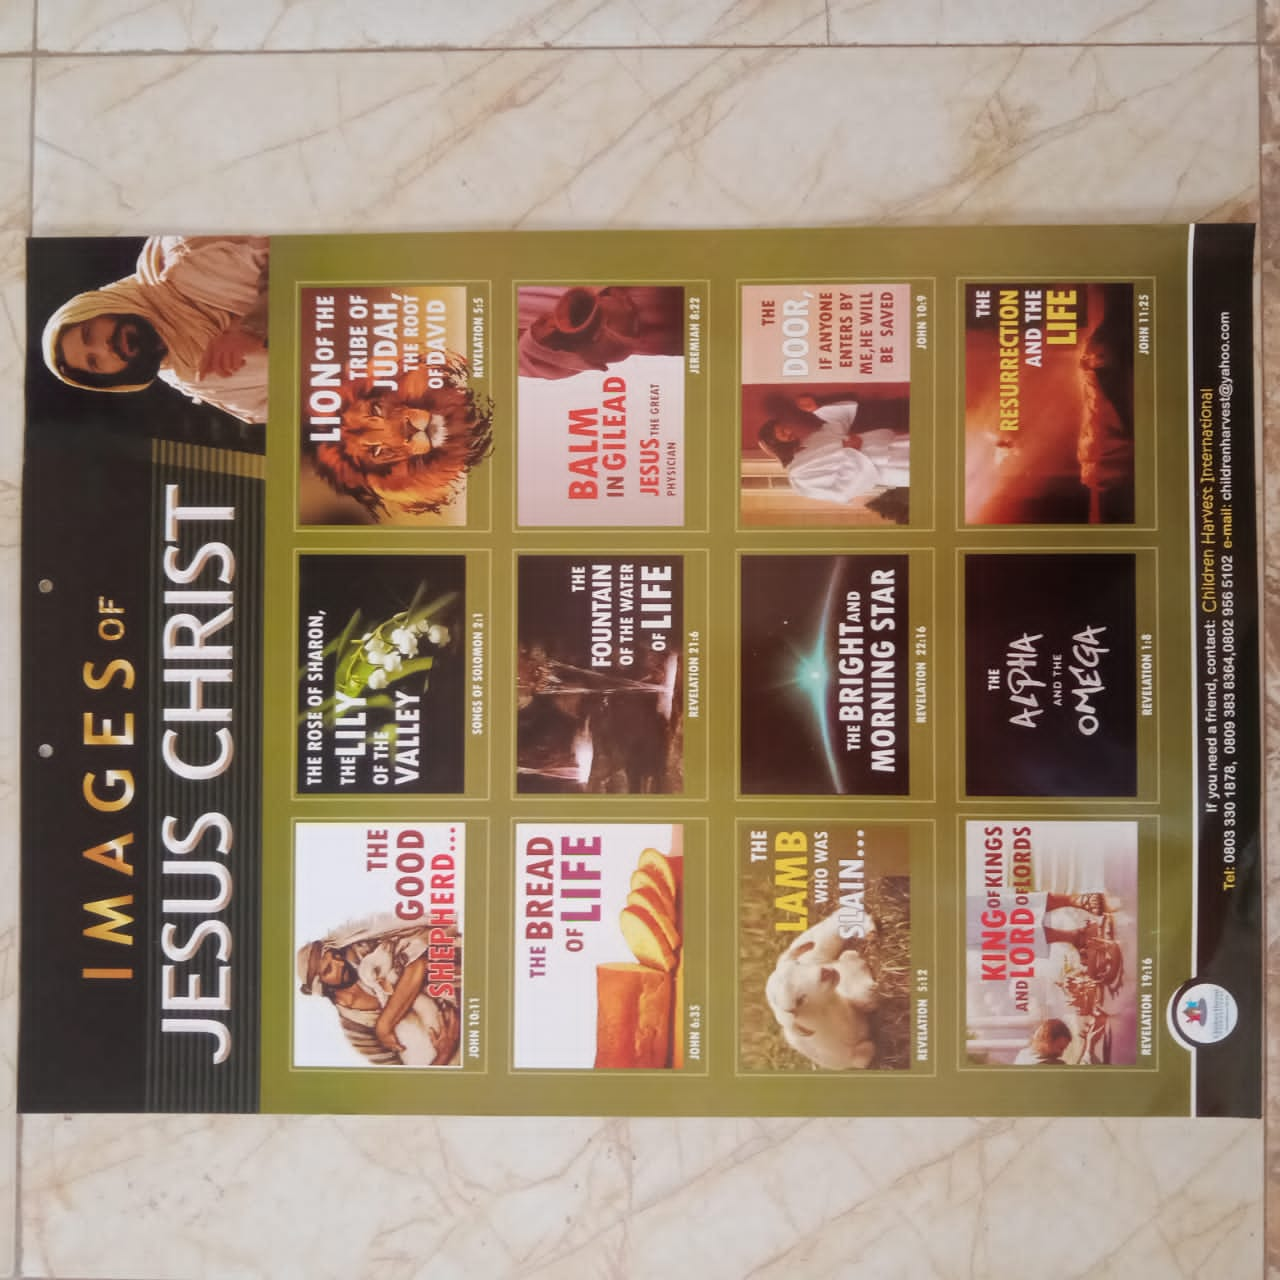 IMAGES OF
JESUS CHRIST
THE
GOOD
SHEPHERD...
JOHN 10:11
THE ROSE OF SHARON,
THE LILY
OF THE
VALLEY
SONGS OF SOLOMON 2:1
LION OF THE
TRIBE OF
JUDAH,
THE ROOT
OF DAVID
REVELATION 5:5
THE BREAD
OF LIFE
JOHN 6:35
THE
FOUNTAIN
OF THE WATER
OF LIFE
REVELATION 21:6
BALM
IN GILEAD
JESUS THE GREAT
PHYSICIAN
JEREMIAH 8:22
THE
LAMB
WHO WAS
SLAIN...
REVELATION 5:12
THE BRIGHT AND
MORNING STAR
REVELATION 22:16
THE
DOOR,
IF ANYONE
ENTERS BY
ME,HE WILL
BE SAVED
JOHN 10:9
KING OF KINGS
AND LORD OF LORDS
REVELATION 19:16
THE
ALPHA
AND THE
OMEGA
REVELATION 1:8
THE
RESURRECTION
AND THE
LIFE
JOHN 11:25
If you need a friend, contact: Children Harvest International
Tel: 0803 330 1878, 0809 383 8364,0802 956 5102 e-mail: childrenharvest@yahoo.com